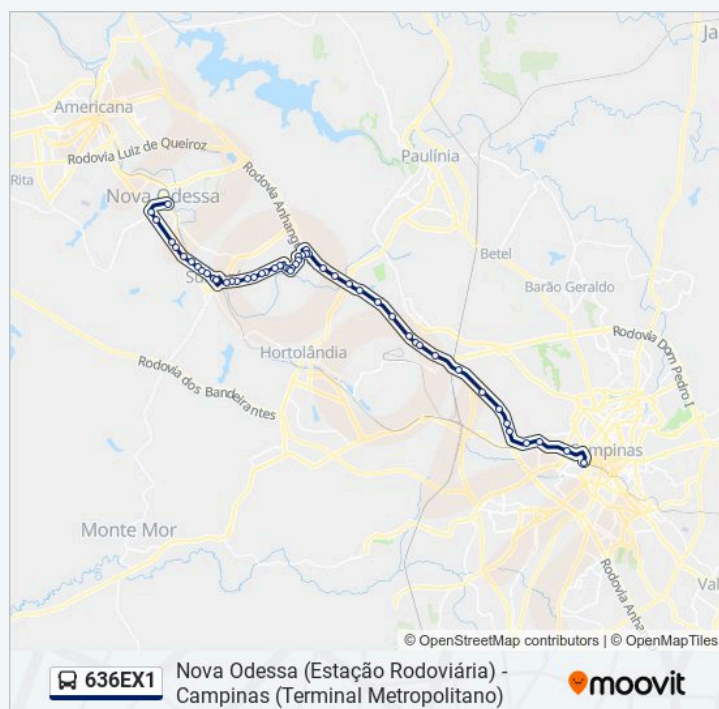 Ja
Americana
Rodovia Luiz de Queiroz
Paulínia
Rita
Nova Odessa
Rodovia Anhangu
Betel
Barão Geraldo
Su
Hortolândia
Rodovia Dom Pedro I
Rodovia dos Bandeirantes
Campinas
Monte Mor
Rodovia Anha
Val
© OpenStreetMap contributors | © OpenMapTiles
636EX1
Nova Odessa (Estação Rodoviária) -
Campinas (Terminal Metropolitano)
moovit